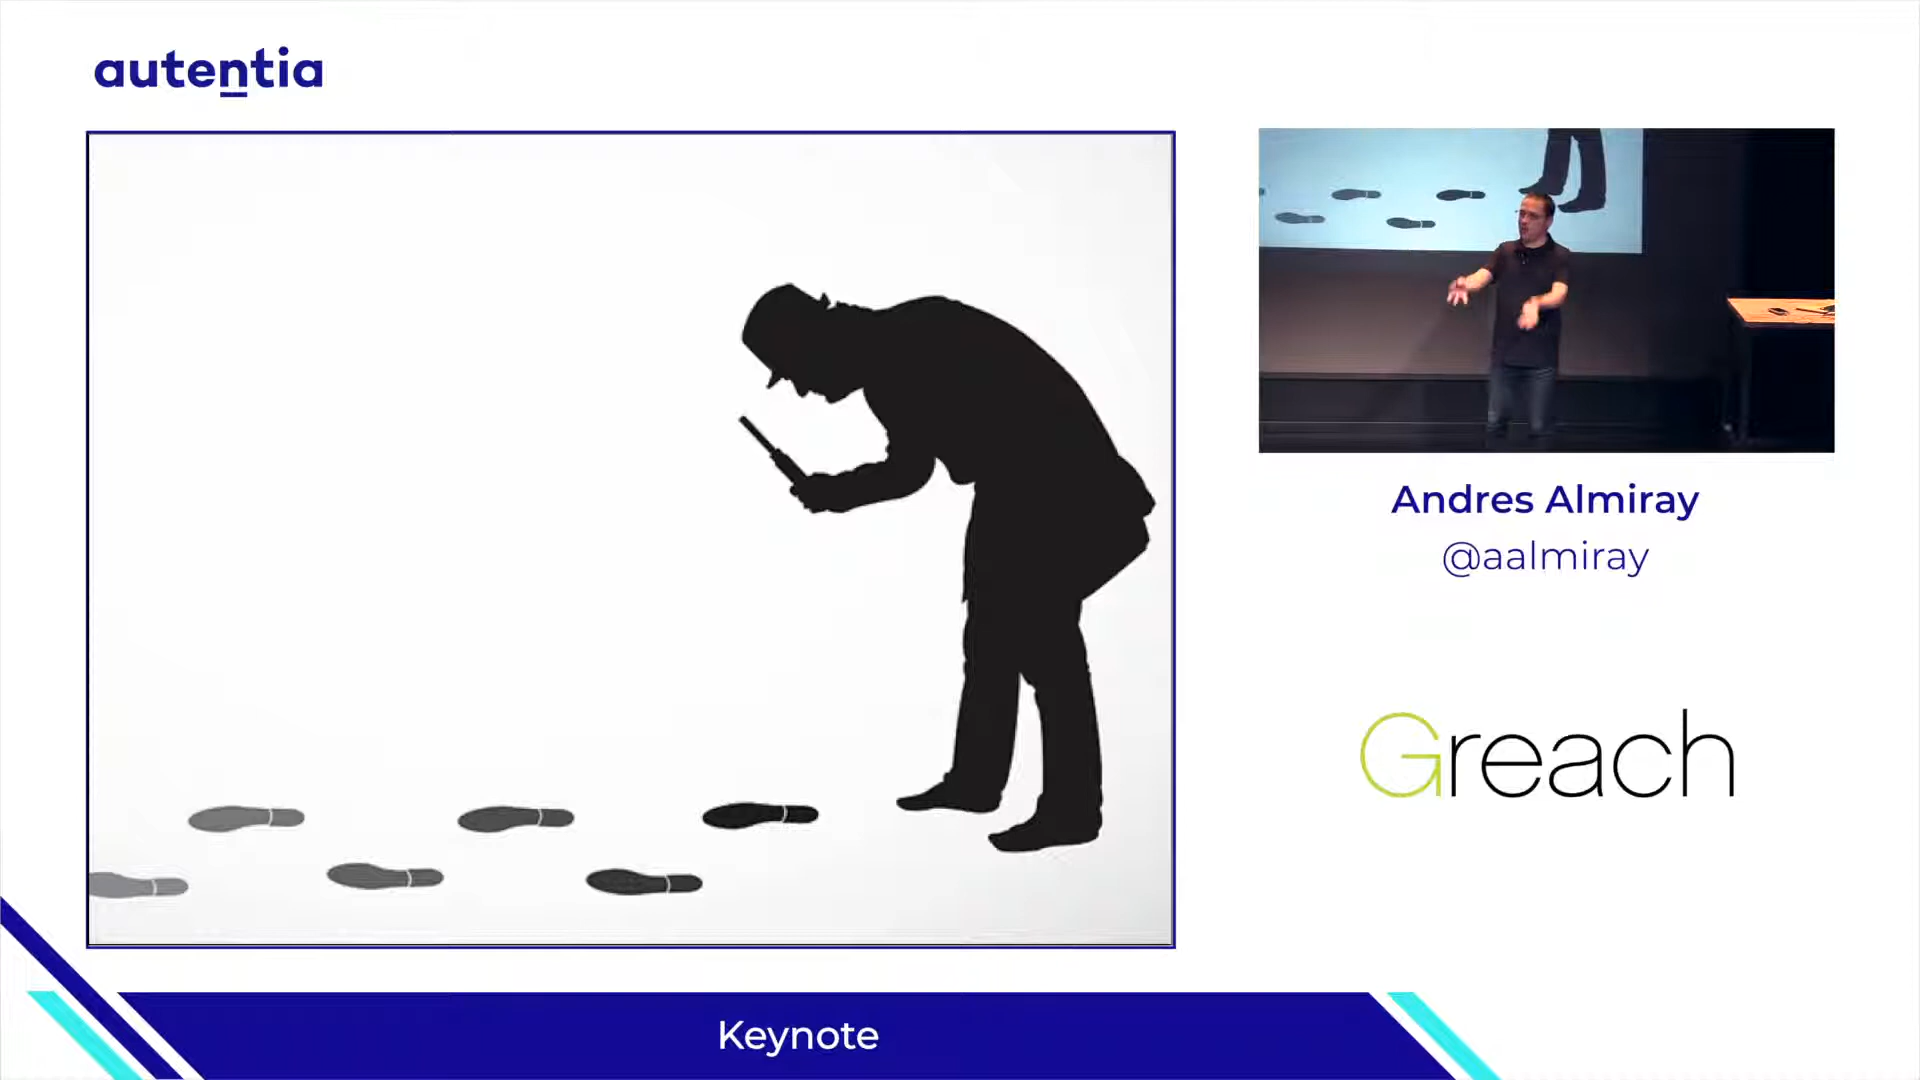 autentia
Andres Almiray
@aalmiray
Greach
Keynote